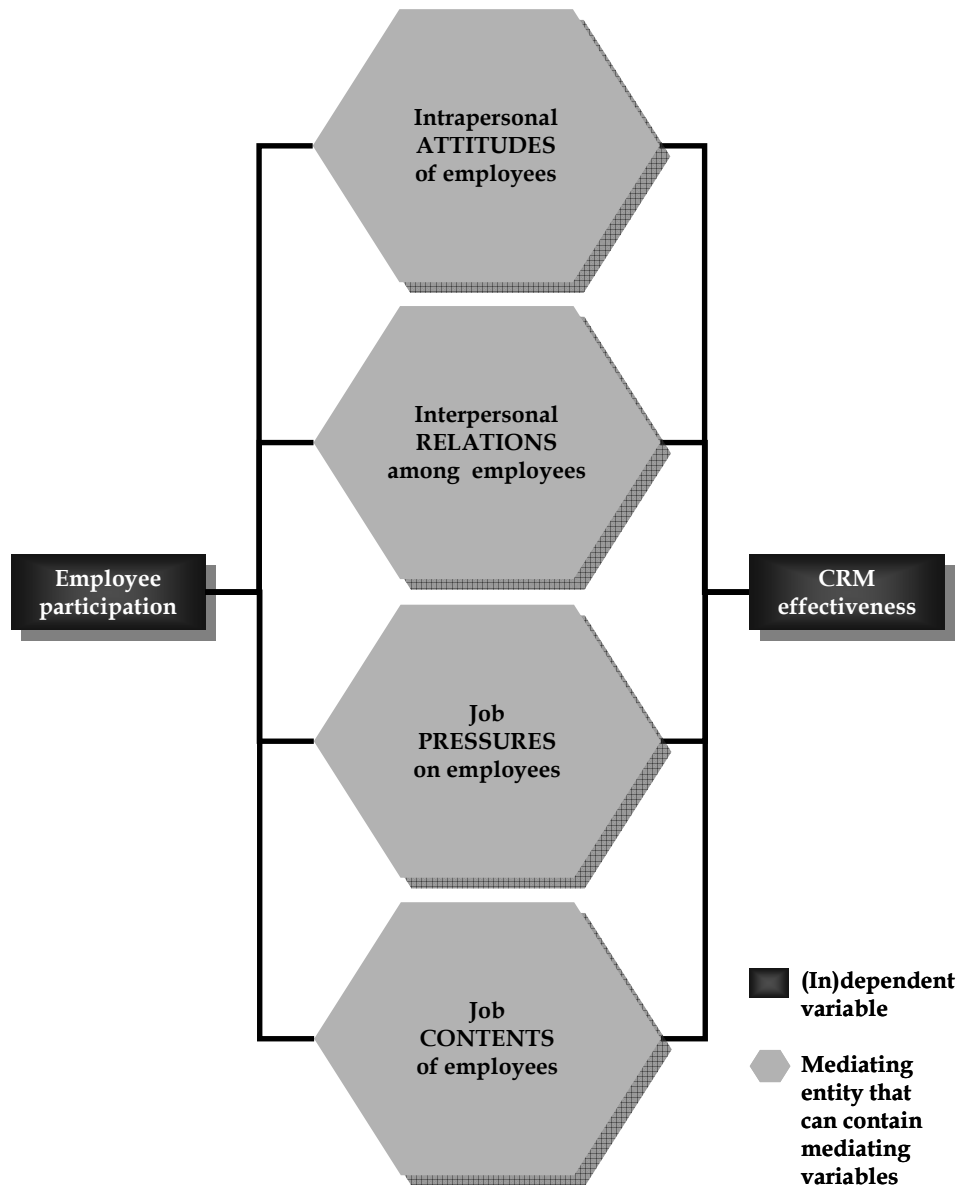 Intrapersonal
ATTITUDES
of employees
Interpersonal
RELATIONS
among employees
Employee
participation
CRM
effectiveness
Job
PRESSURES
on employees
Job
CONTENTS
of employees
(In)dependent
variable
Mediating
entity that
can contain
mediating
variables